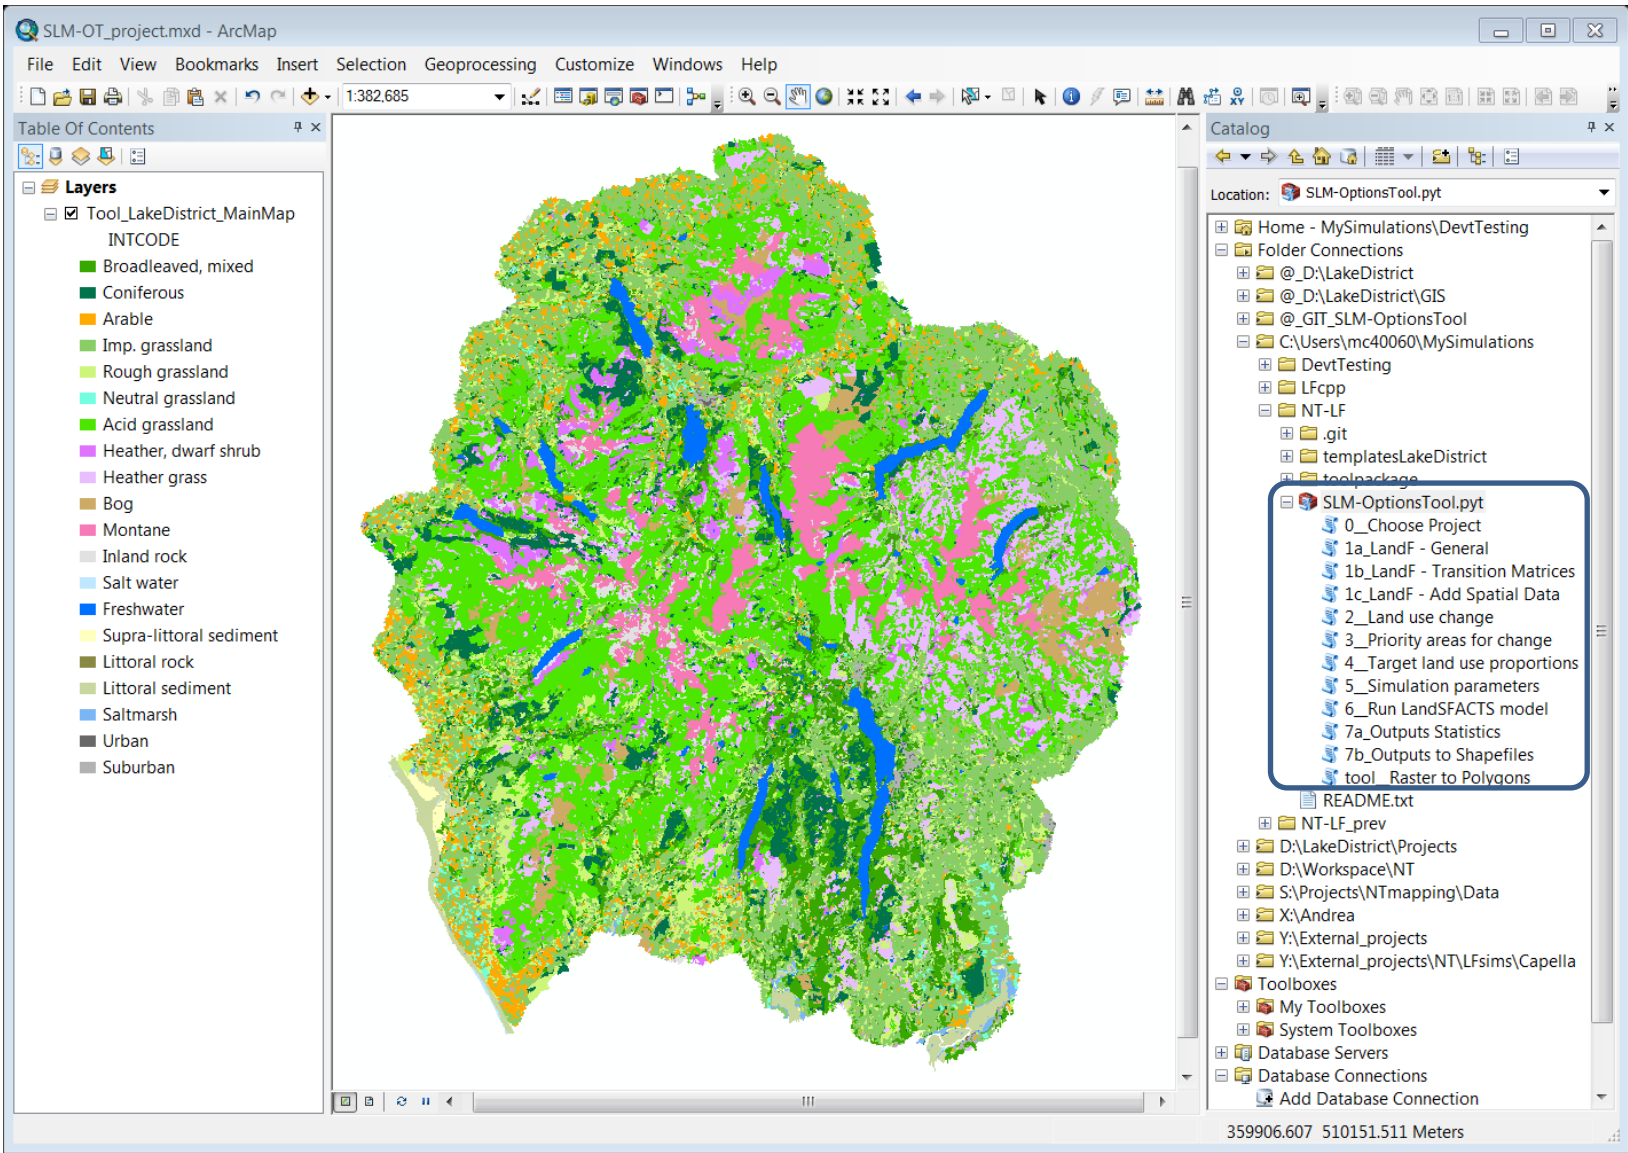 SLM-OT_project.mxd - ArcMap
File Edit View Bookmarks Insert Selection Geoprocessing Customize Windows Help
1:382,685
Table Of Contents
Layers
Tool_LakeDistrict_MainMap
INTCODE
Broadleaved, mixed
Coniferous
Arable
Imp. grassland
Rough grassland
Neutral grassland
Acid grassland
Heather, dwarf shrub
Heather grass
Bog
Montane
Inland rock
Salt water
Freshwater
Supra-littoral sediment
Littoral rock
Littoral sediment
Saltmarsh
Urban
Suburban
Catalog
Location: SLM-OptionsTool.pyt
Home - MySimulations\DevtTesting
Folder Connections
@_D:\LakeDistrict
@_D:\LakeDistrict\GIS
@_GIT_SLM-OptionsTool
C:\Users\mc40060\MySimulations
DevtTesting
LFcpp
NT-LF
.git
templatesLakeDistrict
toolpackage
SLM-OptionsTool.pyt
0__Choose Project
1a_LandF - General
1b_LandF - Transition Matrices
1c_LandF - Add Spatial Data
2__Land use change
3__Priority areas for change
4__Target land use proportions
5__Simulation parameters
6__Run LandSFACTS model
7a_Outputs Statistics
7b_Outputs to Shapefiles
tool__Raster to Polygons
README.txt
NT-LF_prev
D:\LakeDistrict\Projects
D:\Workspace\NT
S:\Projects\NTmapping\Data
X:\Andrea
Y:\External_projects
Y:\External_projects\NT\LFsims\Capella
Toolboxes
My Toolboxes
System Toolboxes
Database Servers
Database Connections
Add Database Connection
359906.607 510151.511 Meters